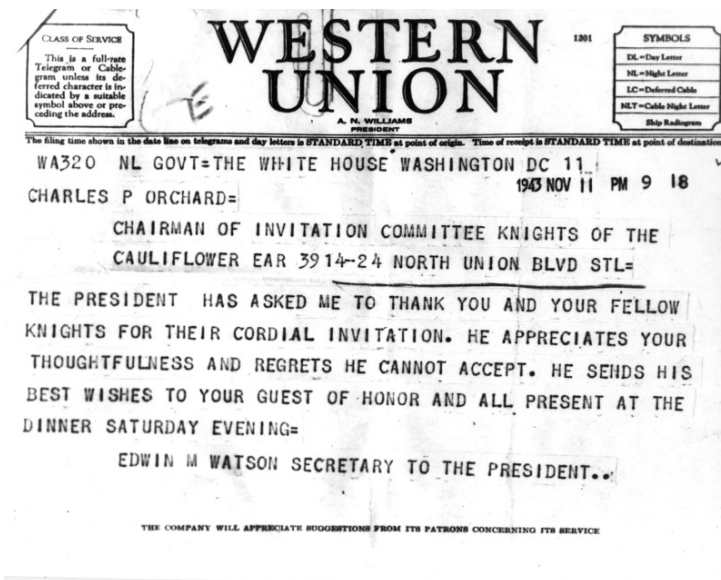 CLASS OF SERVICE
This is a full-rate
Telegram or Cable-
gram unless its de-
ferred character is in-
dicated by a suitable
symbol above or pre-
ceding the address.
WESTERN
UNION
A. N. WILLIAMS
PRESIDENT
1201
SYMBOLS
DL=Day Letter
NL=Night Letter
LC=Deferred Cable
NLT=Cable Night Letter
Ship Radiogram
The filing time shown in the date line on telegrams and day letters is STANDARD TIME at point of origin. Time of receipt is STANDARD TIME at point of destination
WA320 NL GOVT=THE WHITE HOUSE WASHINGTON DC 11
1943 NOV 11 PM 9 18
CHARLES P ORCHARD=
CHAIRMAN OF INVITATION COMMITTEE KNIGHTS OF THE
CAULIFLOWER EAR 3914-24 NORTH UNION BLVD STL=
THE PRESIDENT HAS ASKED ME TO THANK YOU AND YOUR FELLOW
KNIGHTS FOR THEIR CORDIAL INVITATION. HE APPRECIATES YOUR
THOUGHTFULNESS AND REGRETS HE CANNOT ACCEPT. HE SENDS HIS
BEST WISHES TO YOUR GUEST OF HONOR AND ALL PRESENT AT THE
DINNER SATURDAY EVENING=
EDWIN M WATSON SECRETARY TO THE PRESIDENT..
THE COMPANY WILL APPRECIATE SUGGESTIONS FROM ITS PATRONS CONCERNING ITS SERVICE